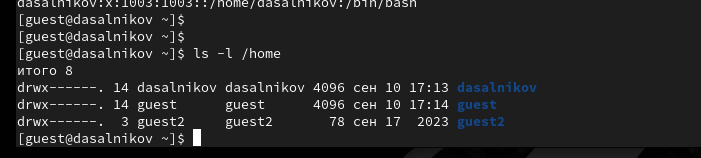 dasalnikov:x:1003:1003::/home/dasalnikov:/bin/bash
[guest@dasalnikov ~]$
[guest@dasalnikov ~]$
[guest@dasalnikov ~]$ ls -l /home
итого 8
drwx------. 14 dasalnikov dasalnikov 4096 сен 10 17:13 dasalnikov
drwx------. 14 guest      guest      4096 сен 10 17:14 guest
drwx------.  3 guest2     guest2       78 сен 17  2023 guest2
[guest@dasalnikov ~]$